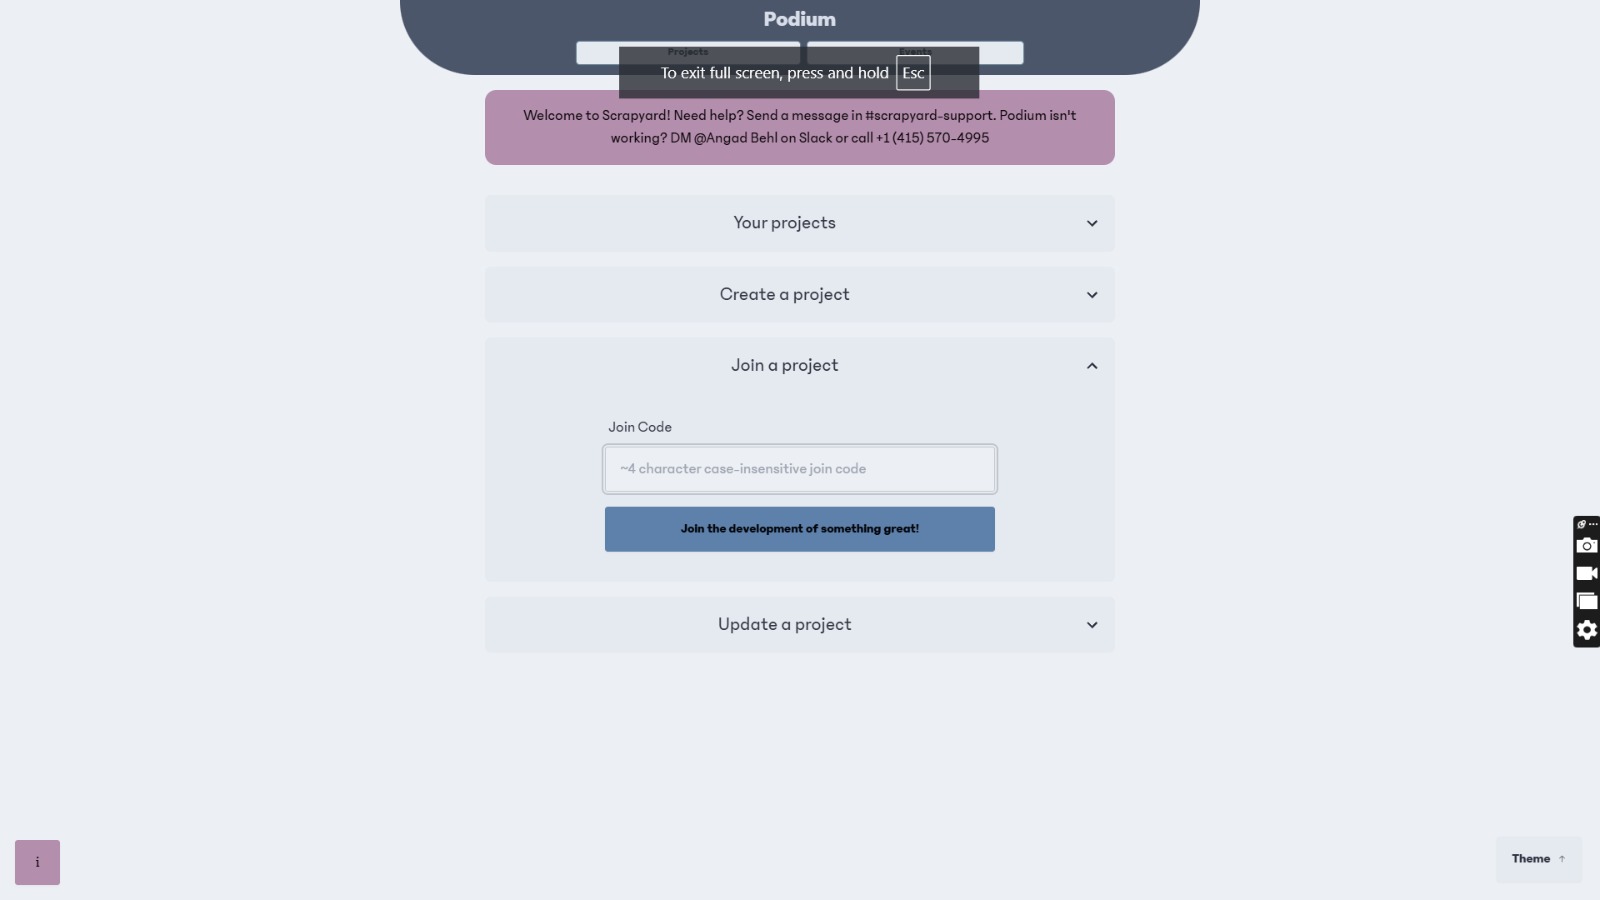 Podium
Projects
Events
To exit full screen, press and hold Esc
Welcome to Scrapyard! Need help? Send a message in #scrapyard-support. Podium isn't
working? DM @Angad Behl on Slack or call +1 (415) 570-4995
Your projects
Create a project
Join a project
Join Code
~4 character case-insensitive join code
Join the development of something great!
Update a project
i
Theme ↑